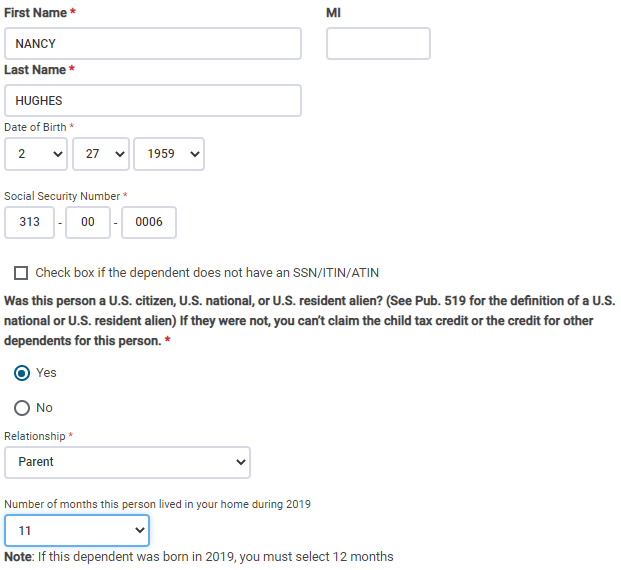 First Name * MI
NANCY
Last Name *
HUGHES
Date of Birth *
2 27 1959
Social Security Number *
313 - 00 - 0006
Check box if the dependent does not have an SSN/ITIN/ATIN
Was this person a U.S. citizen, U.S. national, or U.S. resident alien? (See Pub. 519 for the definition of a U.S.
national or U.S. resident alien) If they were not, you can't claim the child tax credit or the credit for other
dependents for this person. *
Yes
No
Relationship *
Parent
Number of months this person lived in your home during 2019
11
Note: If this dependent was born in 2019, you must select 12 months